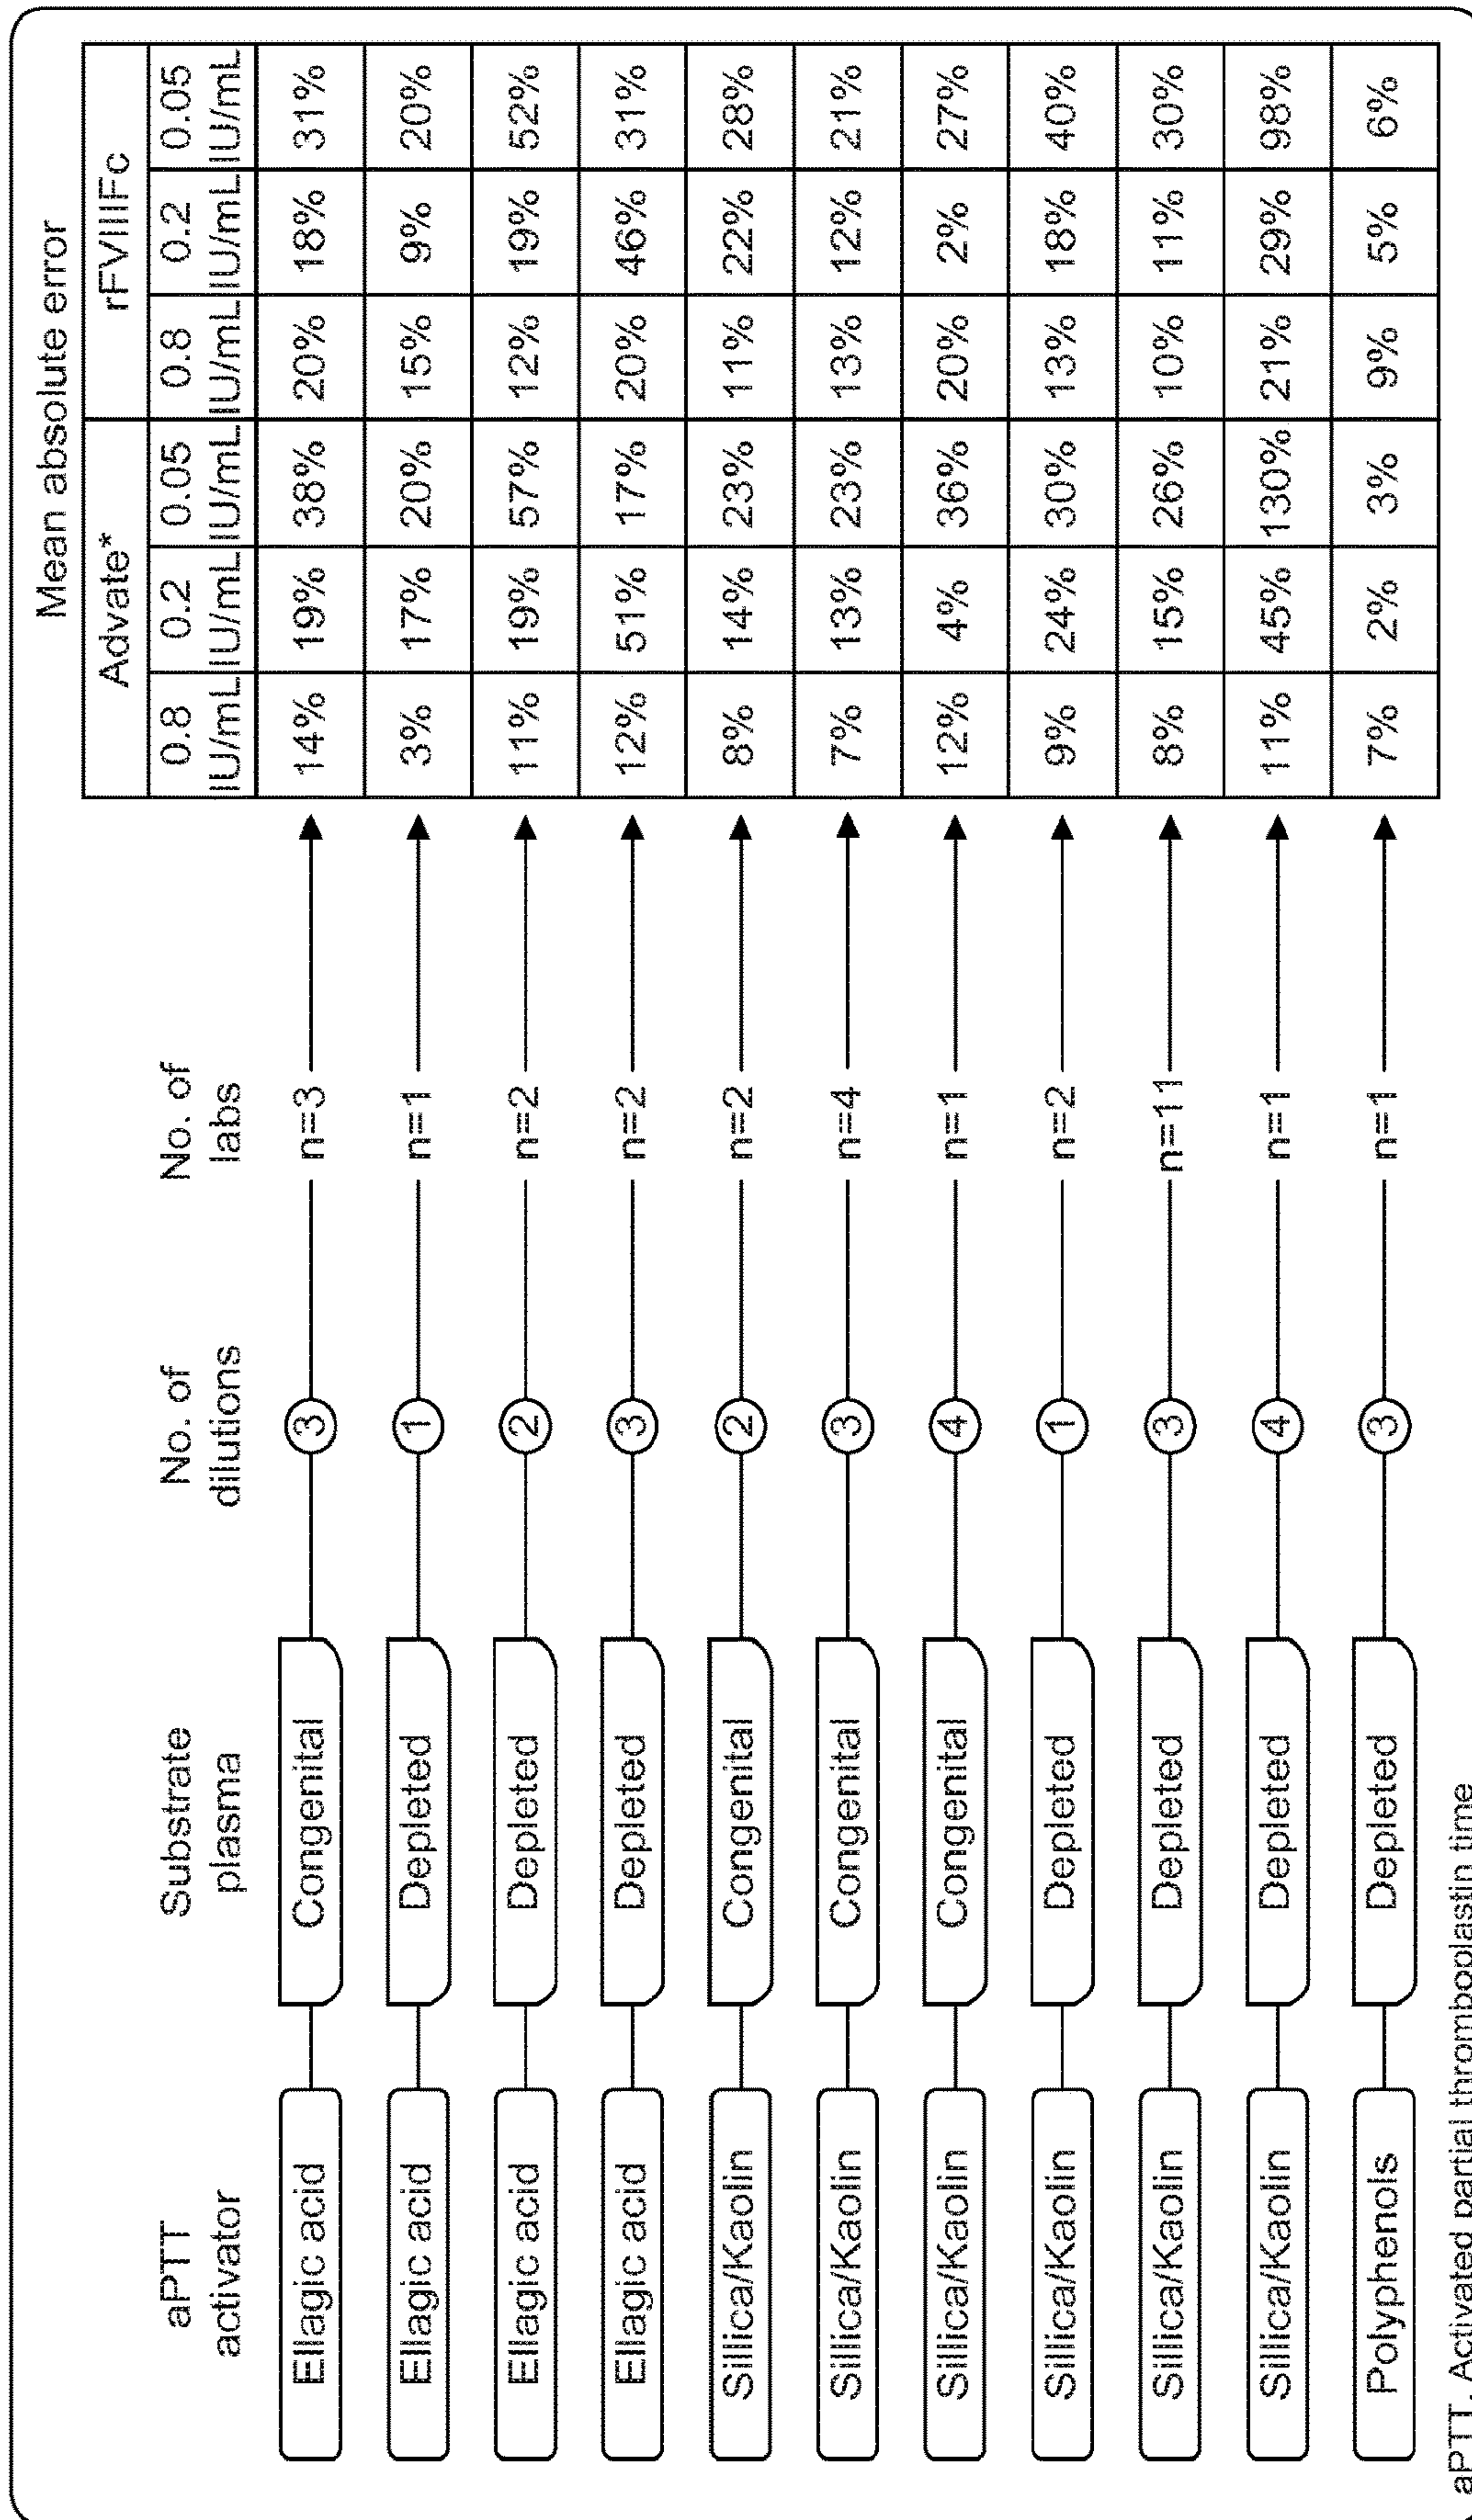 Mean absolute error
Advate* rFVIIIFc
aPTT activator Substrate plasma No. of dilutions No. of labs 0.8 IU/mL 0.2 IU/mL 0.05 IU/mL 0.8 IU/mL 0.2 IU/mL 0.05 IU/mL
Ellagic acid Congenital 3 n=3 14% 19% 38% 20% 18% 31%
Ellagic acid Depleted 1 n=1 3% 17% 20% 15% 9% 20%
Ellagic acid Depleted 2 n=2 11% 19% 57% 12% 19% 52%
Ellagic acid Depleted 3 n=2 12% 51% 17% 20% 46% 31%
Sillica/Kaolin Congenital 2 n=2 8% 14% 23% 11% 22% 28%
Sillica/Kaolin Congenital 3 n=4 7% 13% 23% 13% 12% 21%
Sillica/Kaolin Congenital 4 n=1 12% 4% 36% 20% 2% 27%
Sillica/Kaolin Depleted 1 n=2 9% 24% 30% 13% 18% 40%
Sillica/Kaolin Depleted 3 n=11 8% 15% 26% 10% 11% 30%
Sillica/Kaolin Depleted 4 n=1 11% 45% 130% 21% 29% 98%
Polyphenols Depleted 3 n=1 7% 2% 3% 9% 5% 6%
aPTT, Activated partial thromboplastin time